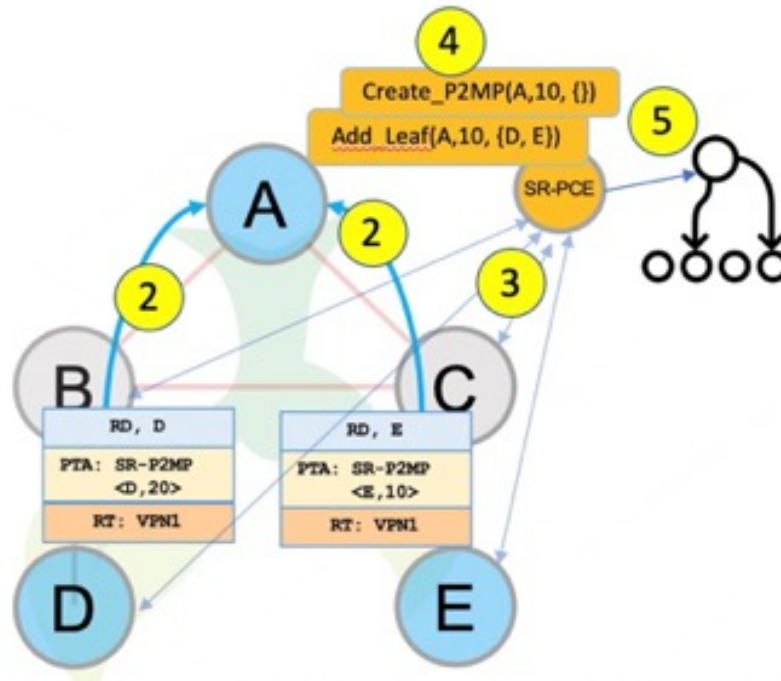 4
Create_P2MP(A,10, {})
Add_Leaf(A,10, {D, E})
5
SR-PCE
A
2
2
3
B
C
RD, D
PTA: SR-P2MP
<D,20>
RT: VPN1
RD, E
PTA: SR-P2MP
<E,10>
RT: VPN1
D
E